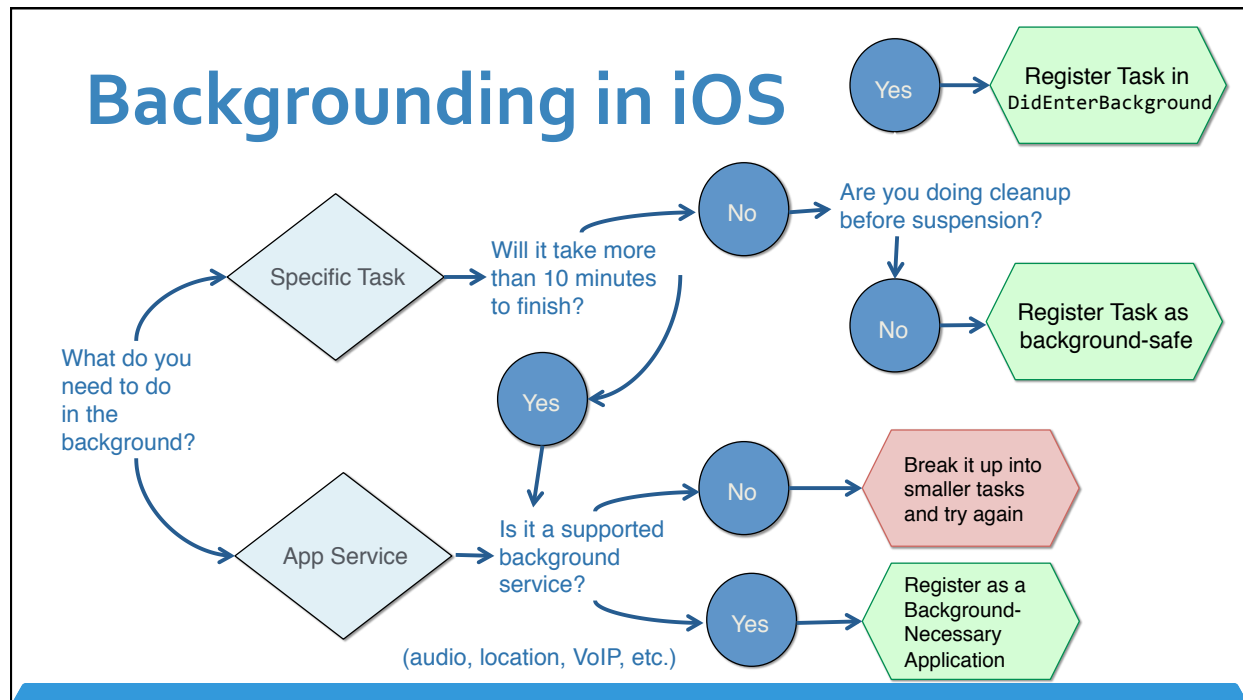 Backgrounding in iOS
Yes
Register Task in
DidEnterBackground
No
Are you doing cleanup
before suspension?
Specific Task
Will it take more
than 10 minutes
to finish?
No
Register Task as
background-safe
What do you
need to do
in the
background?
Yes
No
Break it up into
smaller tasks
and try again
App Service
Is it a supported
background
service?
Yes
Register as a
Background-
Necessary
Application
(audio, location, VoIP, etc.)